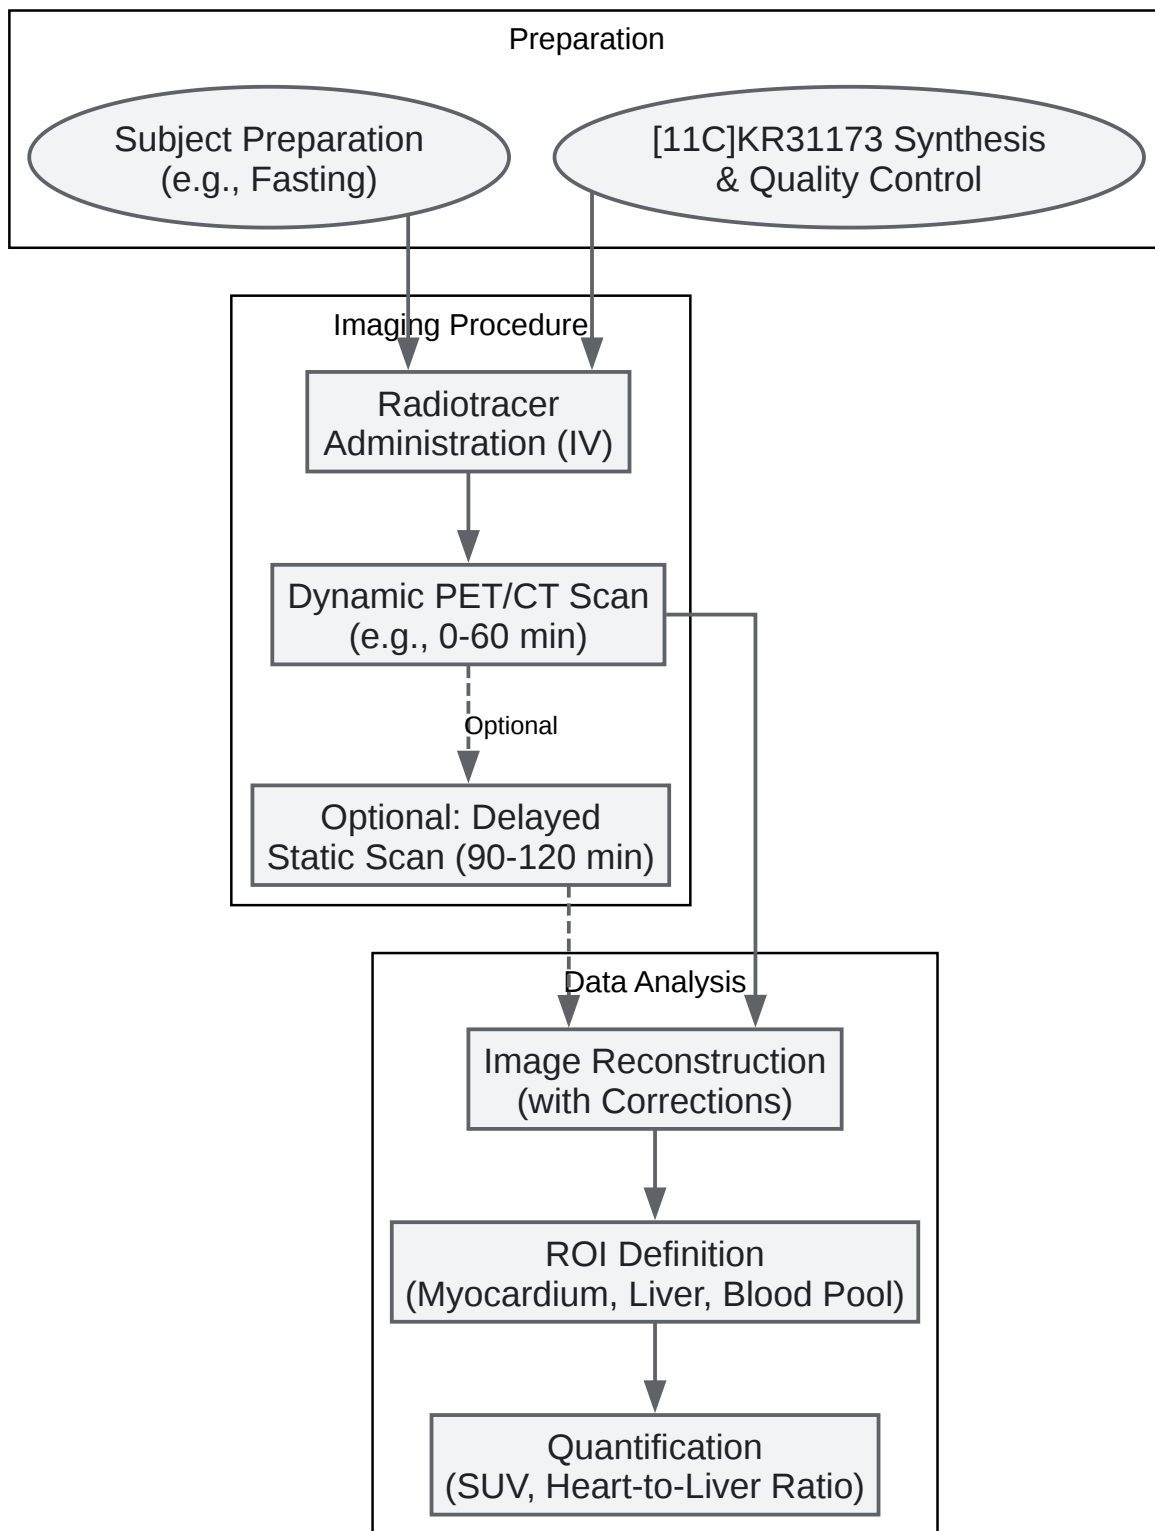 Preparation
Subject Preparation
(e.g., Fasting)
[11C]KR31173 Synthesis
& Quality Control
Imaging Procedure
Radiotracer
Administration (IV)
Dynamic PET/CT Scan
(e.g., 0-60 min)
Optional
Optional: Delayed
Static Scan (90-120 min)
Data Analysis
Image Reconstruction
(with Corrections)
ROI Definition
(Myocardium, Liver, Blood Pool)
Quantification
(SUV, Heart-to-Liver Ratio)